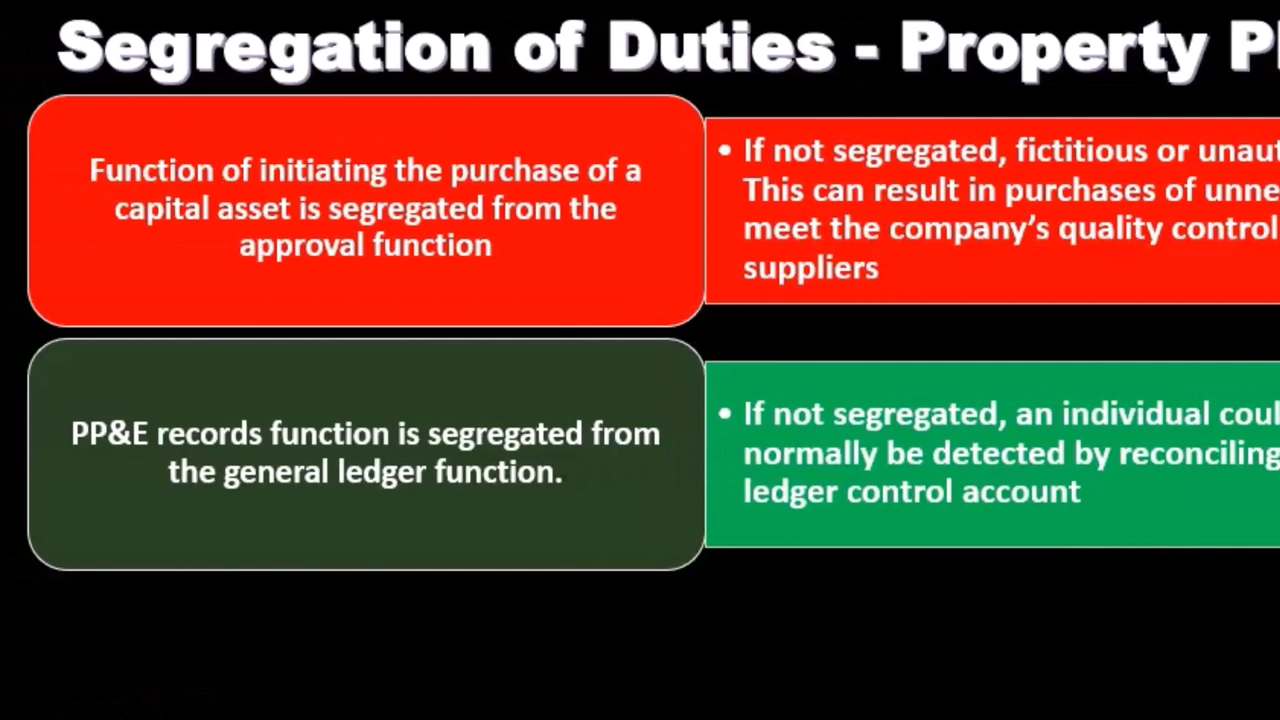 Segregation of Duties - Property Pl
Function of initiating the purchase of a
capital asset is segregated from the
approval function
• If not segregated, fictitious or unaut
This can result in purchases of unne
meet the company's quality control
suppliers
PP&E records function is segregated from
the general ledger function.
• If not segregated, an individual coul
normally be detected by reconciling
ledger control account